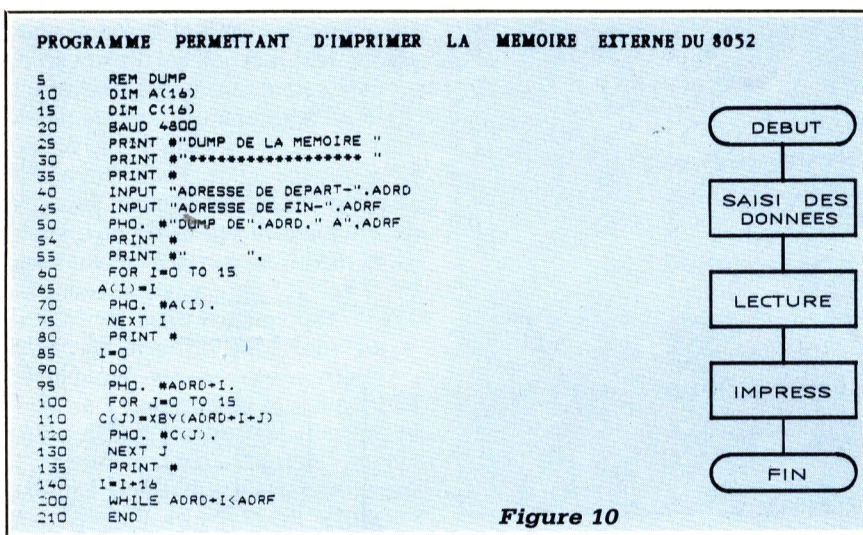 PROGRAMME PERMETTANT D'IMPRIMER LA MEMOIRE EXTERNE DU 8052
5 REM DUMP
10 DIM A(16)
15 DIM C(16)
20 BAUD 4800
25 PRINT #"DUMP DE LA MEMOIRE "
30 PRINT #"****************** "
35 PRINT #
40 INPUT "ADRESSE DE DEPART-",ADRD
45 INPUT "ADRESSE DE FIN-",ADRF
50 PHO. #"DUMP DE",ADRD," A",ADRF
54 PRINT #
55 PRINT #"       ",
60 FOR I=0 TO 15
65 A(I)=I
70 PHO. #A(I),
75 NEXT I
80 PRINT #
85 I=0
90 DO
95 PHO. #ADRD+I,
100 FOR J=0 TO 15
110 C(J)=XBY(ADRD+I+J)
120 PHO. #C(J),
130 NEXT J
135 PRINT #
140 I=I+16
200 WHILE ADRD+I<ADRF
210 END
DEBUT
SAISI DES
DONNEES
LECTURE
IMPRESS
FIN
Figure 10